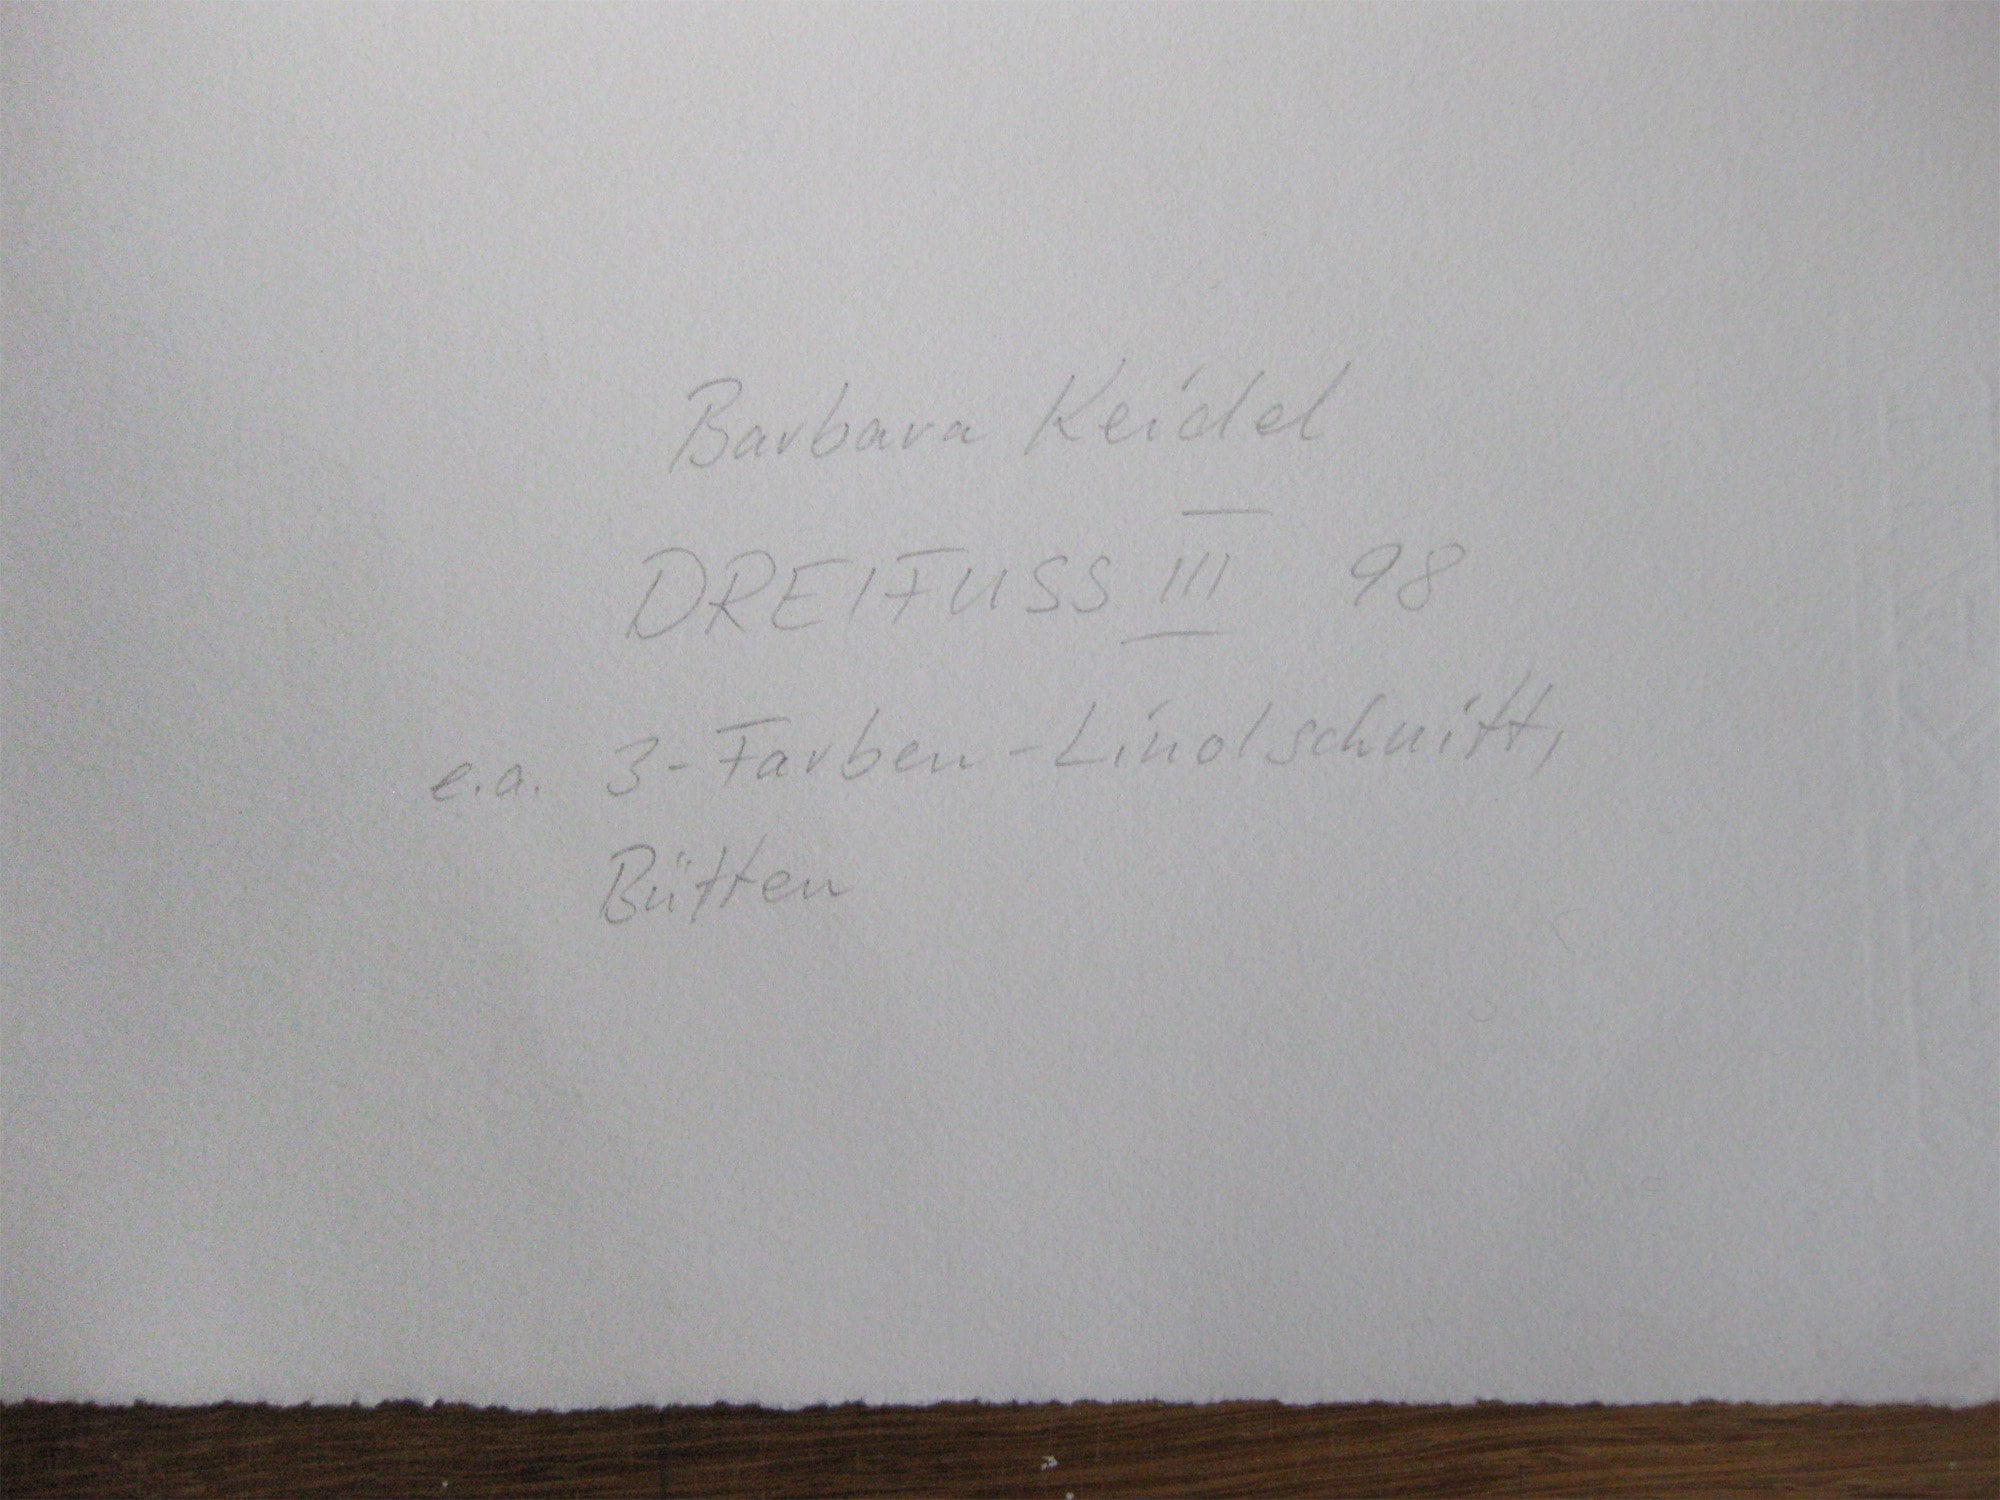 Barbara Keidel
DREIFUSS III 98
e.a. 3-Farben-Linolschnitt,
Bütten